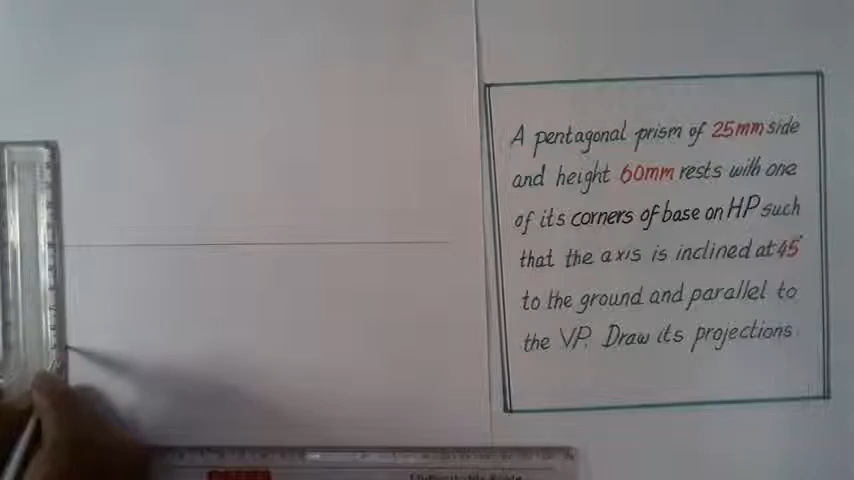 A pentagonal prism of 25mm side
and height 60mm rests with one
of its corners of base on HP such
that the axis is inclined at 45°
to the ground and parallel to
the VP. Draw its projections